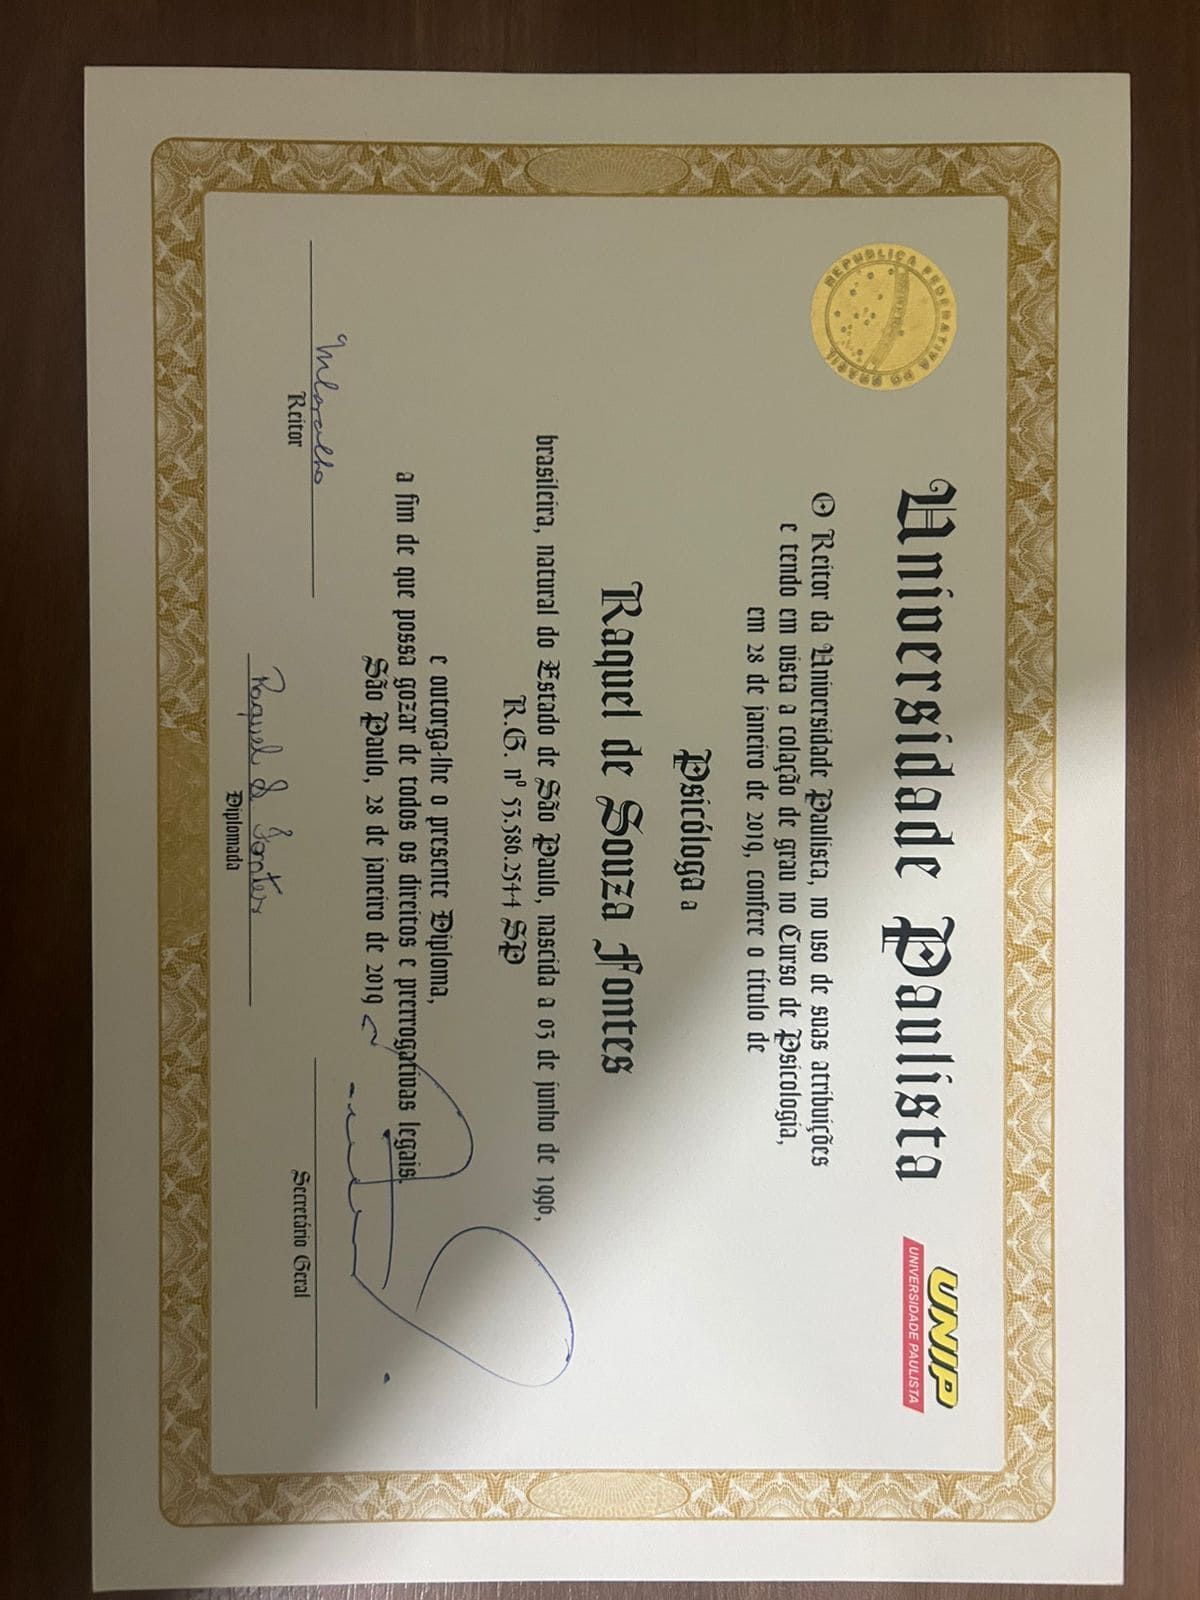 Universidade Paulista
UNIP
UNIVERSIDADE PAULISTA
REPUBLICA FEDERATIVA DO BRASIL
O Reitor da Universidade Paulista, no uso de suas atribuições
e tendo em vista a colação de grau no Curso de Psicologia,
em 28 de janeiro de 2019, confere o título de
Psicóloga a
Raquel de Souza Fontes
brasileira, natural do Estado de São Paulo, nascida a 03 de junho de 1996,
R.G. nº 53.586.254-4 SP
e outorga-lhe o presente Diploma,
a fim de que possa gozar de todos os direitos e prerrogativas legais.
São Paulo, 28 de janeiro de 2019
Reitor
Raquel S Fontes
Diplomada
Secretário Geral